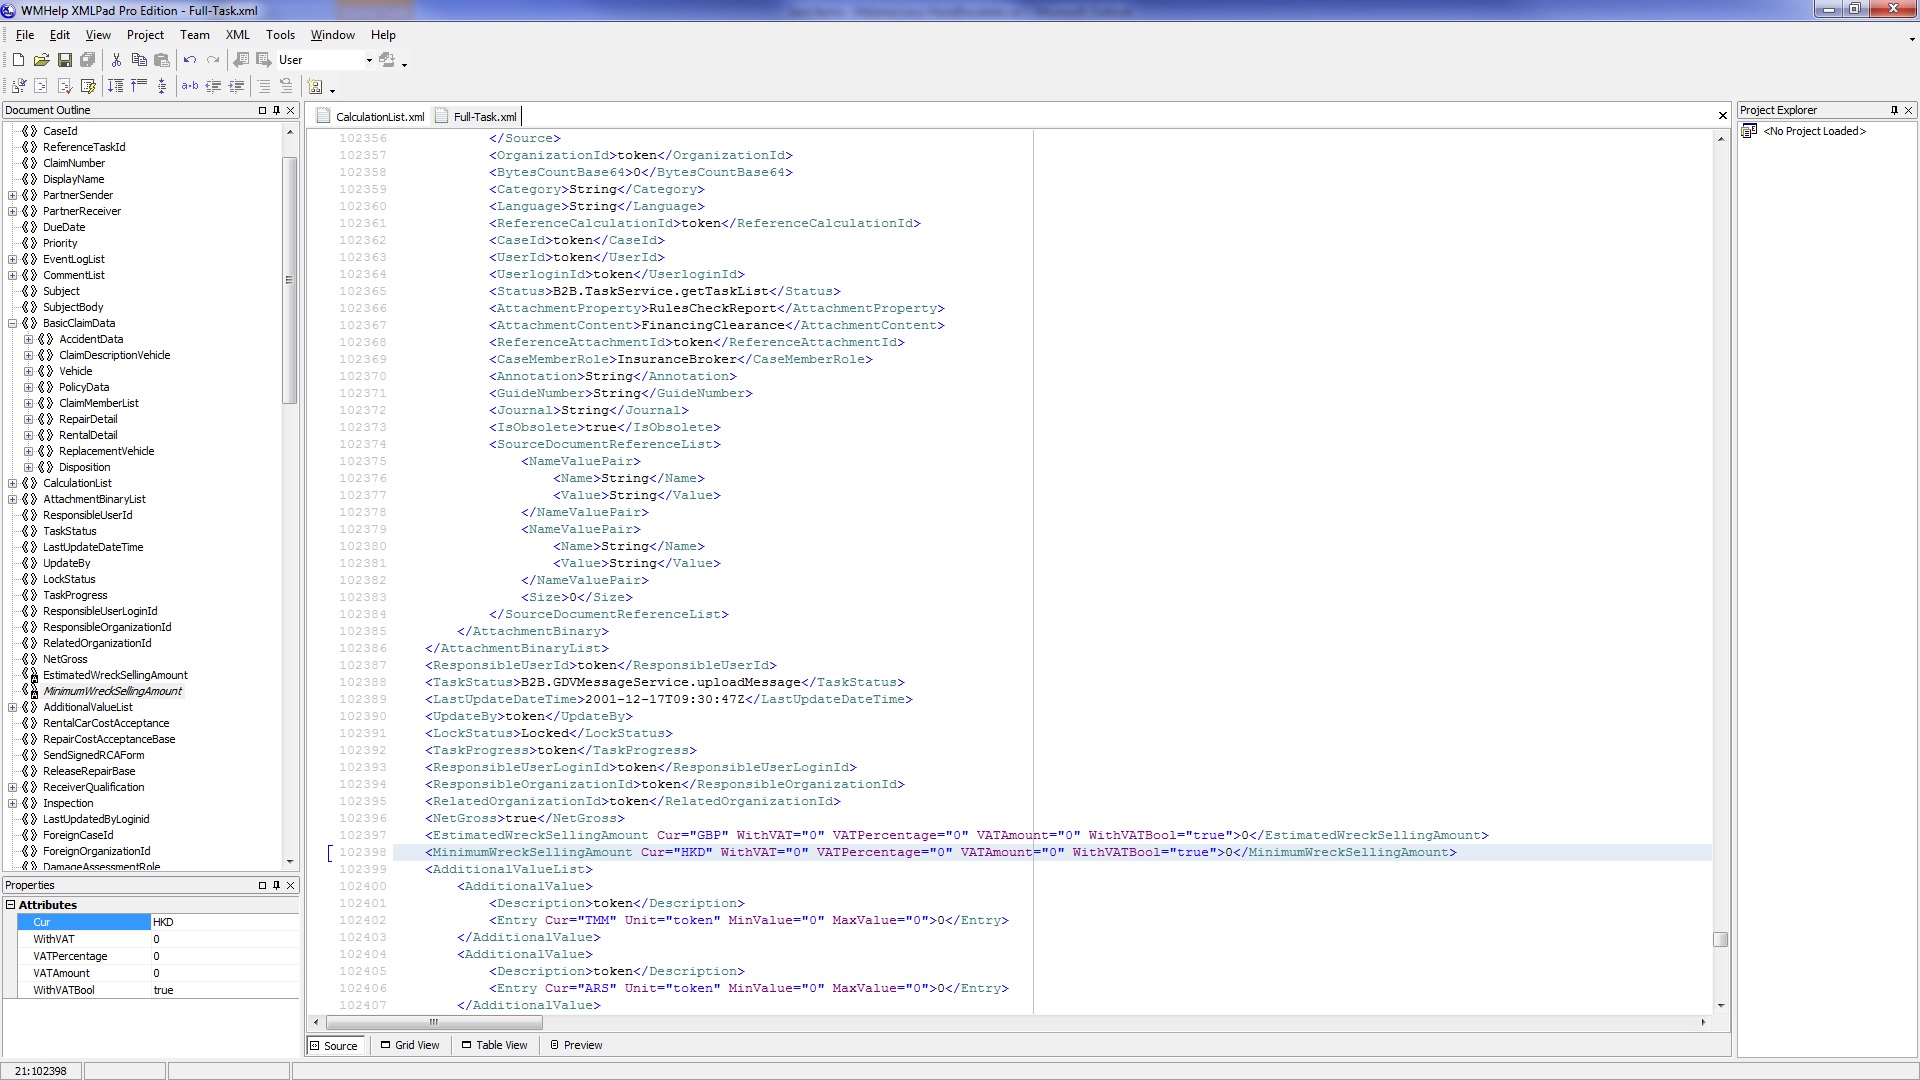 WMHelp XMLPad Pro Edition - Full-Task.xml
File Edit View Project Team XML Tools Window Help
User
Document Outline
CaseId
ReferenceTaskId
ClaimNumber
DisplayName
PartnerSender
PartnerReceiver
DueDate
Priority
EventLogList
CommentList
Subject
SubjectBody
BasicClaimData
AccidentData
ClaimDescriptionVehicle
Vehicle
PolicyData
ClaimMemberList
RepairDetail
RentalDetail
ReplacementVehicle
Disposition
CalculationList
AttachmentBinaryList
ResponsibleUserId
TaskStatus
LastUpdateDateTime
UpdateBy
LockStatus
TaskProgress
ResponsibleUserLoginId
ResponsibleOrganizationId
RelatedOrganizationId
NetGross
EstimatedWreckSellingAmount
MinimumWreckSellingAmount
AdditionalValueList
RentalCarCostAcceptance
RepairCostAcceptanceBase
SendSignedRCAForm
ReleaseRepairBase
ReceiverQualification
Inspection
LastUpdatedByLoginid
ForeignCaseId
ForeignOrganizationId
DamageAssessmentRole
Properties
Attributes
Cur HKD
WithVAT 0
VATPercentage 0
VATAmount 0
WithVATBool true
CalculationList.xml Full-Task.xml
102356 </Source>
102357 <OrganizationId>token</OrganizationId>
102358 <BytesCountBase64>0</BytesCountBase64>
102359 <Category>String</Category>
102360 <Language>String</Language>
102361 <ReferenceCalculationId>token</ReferenceCalculationId>
102362 <CaseId>token</CaseId>
102363 <UserId>token</UserId>
102364 <UserloginId>token</UserloginId>
102365 <Status>B2B.TaskService.getTaskList</Status>
102366 <AttachmentProperty>RulesCheckReport</AttachmentProperty>
102367 <AttachmentContent>FinancingClearance</AttachmentContent>
102368 <ReferenceAttachmentId>token</ReferenceAttachmentId>
102369 <CaseMemberRole>InsuranceBroker</CaseMemberRole>
102370 <Annotation>String</Annotation>
102371 <GuideNumber>String</GuideNumber>
102372 <Journal>String</Journal>
102373 <IsObsolete>true</IsObsolete>
102374 <SourceDocumentReferenceList>
102375 <NameValuePair>
102376 <Name>String</Name>
102377 <Value>String</Value>
102378 </NameValuePair>
102379 <NameValuePair>
102380 <Name>String</Name>
102381 <Value>String</Value>
102382 </NameValuePair>
102383 <Size>0</Size>
102384 </SourceDocumentReferenceList>
102385 </AttachmentBinary>
102386 </AttachmentBinaryList>
102387 <ResponsibleUserId>token</ResponsibleUserId>
102388 <TaskStatus>B2B.GDVMessageService.uploadMessage</TaskStatus>
102389 <LastUpdateDateTime>2001-12-17T09:30:47Z</LastUpdateDateTime>
102390 <UpdateBy>token</UpdateBy>
102391 <LockStatus>Locked</LockStatus>
102392 <TaskProgress>token</TaskProgress>
102393 <ResponsibleUserLoginId>token</ResponsibleUserLoginId>
102394 <ResponsibleOrganizationId>token</ResponsibleOrganizationId>
102395 <RelatedOrganizationId>token</RelatedOrganizationId>
102396 <NetGross>true</NetGross>
102397 <EstimatedWreckSellingAmount Cur="GBP" WithVAT="0" VATPercentage="0" VATAmount="0" WithVATBool="true">0</EstimatedWreckSellingAmount>
102398 <MinimumWreckSellingAmount Cur="HKD" WithVAT="0" VATPercentage="0" VATAmount="0" WithVATBool="true">0</MinimumWreckSellingAmount>
102399 <AdditionalValueList>
102400 <AdditionalValue>
102401 <Description>token</Description>
102402 <Entry Cur="TMM" Unit="token" MinValue="0" MaxValue="0">0</Entry>
102403 </AdditionalValue>
102404 <AdditionalValue>
102405 <Description>token</Description>
102406 <Entry Cur="ARS" Unit="token" MinValue="0" MaxValue="0">0</Entry>
102407 </AdditionalValue>
Source Grid View Table View Preview
Project Explorer
<No Project Loaded>
21:102398